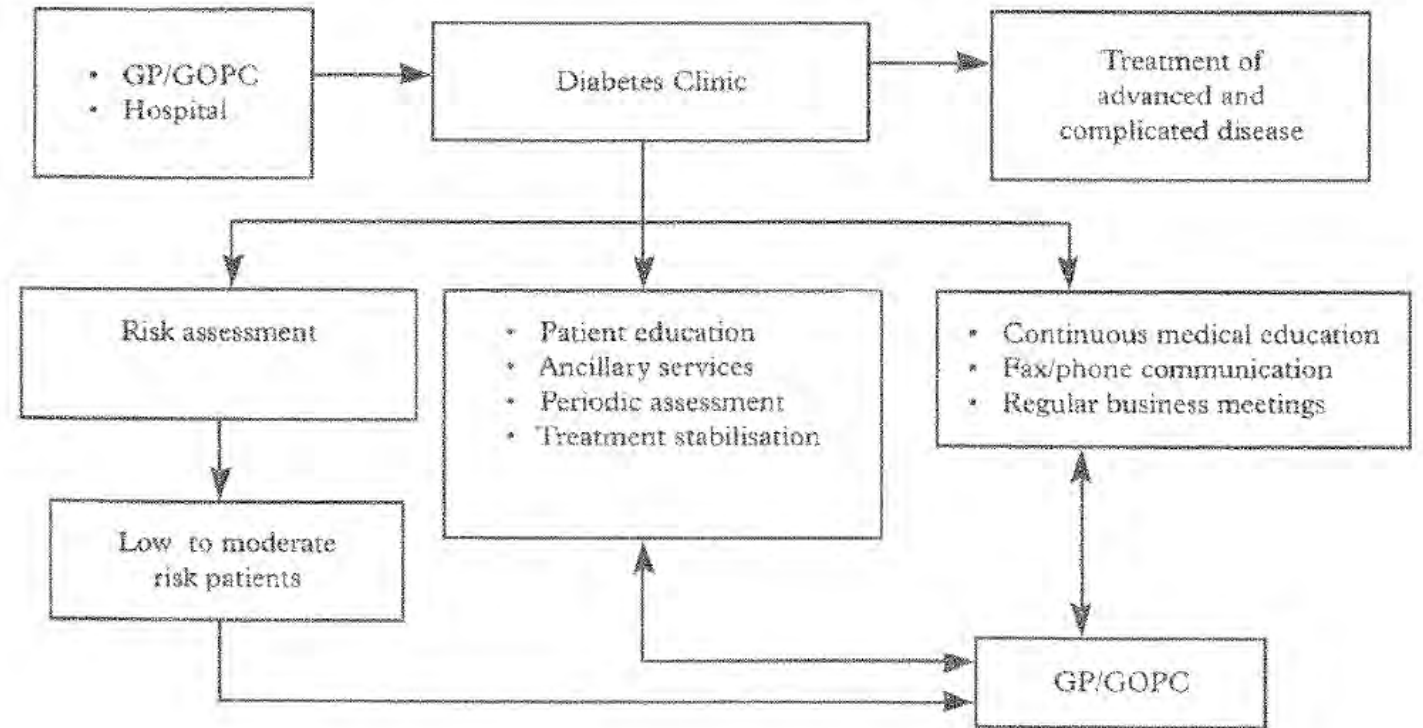 • GP/GOPC
• Hospital
Diabetes Clinic
Treatment of
advanced and
complicated disease
Risk assessment
• Patient education
• Ancillary services
• Periodic assessment
• Treatment stabilisation
• Continuous medical education
• Fax/phone communication
• Regular business meetings
Low to moderate
risk patients
GP/GOPC